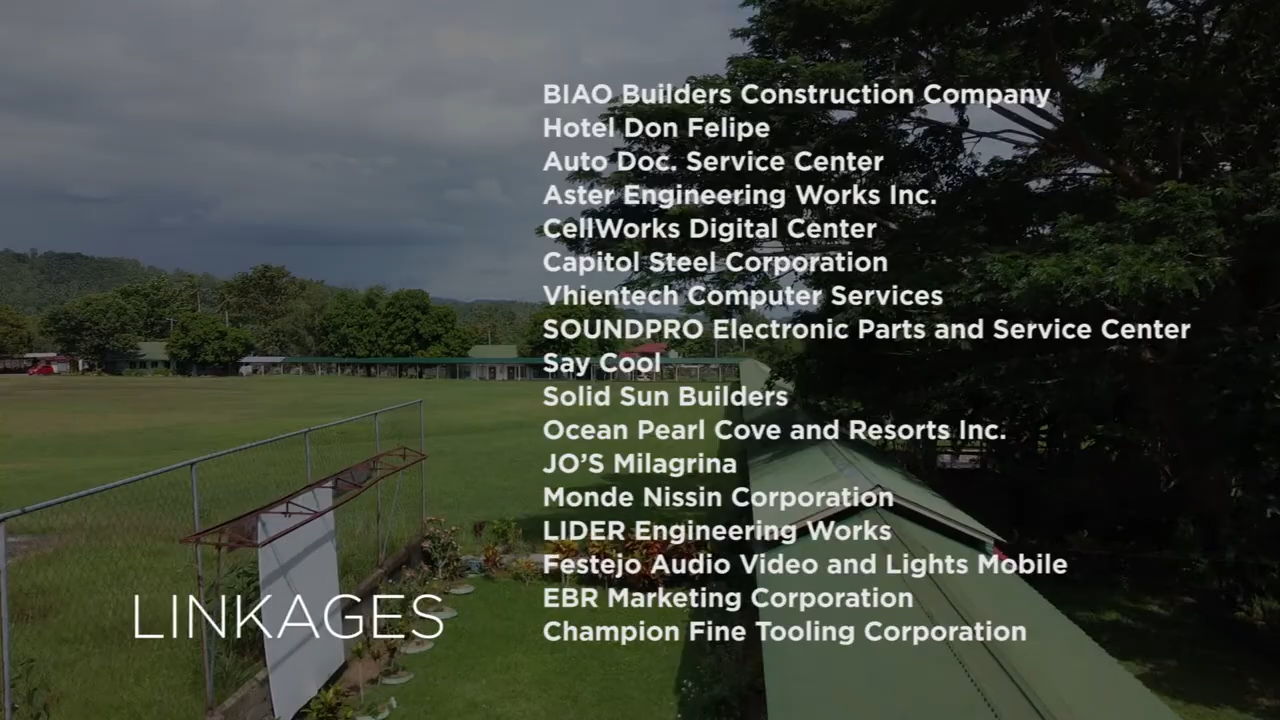 BIAO Builders Construction Company
Hotel Don Felipe
Auto Doc. Service Center
Aster Engineering Works Inc.
CellWorks Digital Center
Capitol Steel Corporation
Vhientech Computer Services
SOUNDPRO Electronic Parts and Service Center
Say Cool
Solid Sun Builders
Ocean Pearl Cove and Resorts Inc.
JO’S Milagrina
Monde Nissin Corporation
LIDER Engineering Works
Festejo Audio Video and Lights Mobile
EBR Marketing Corporation
Champion Fine Tooling Corporation
LINKAGES